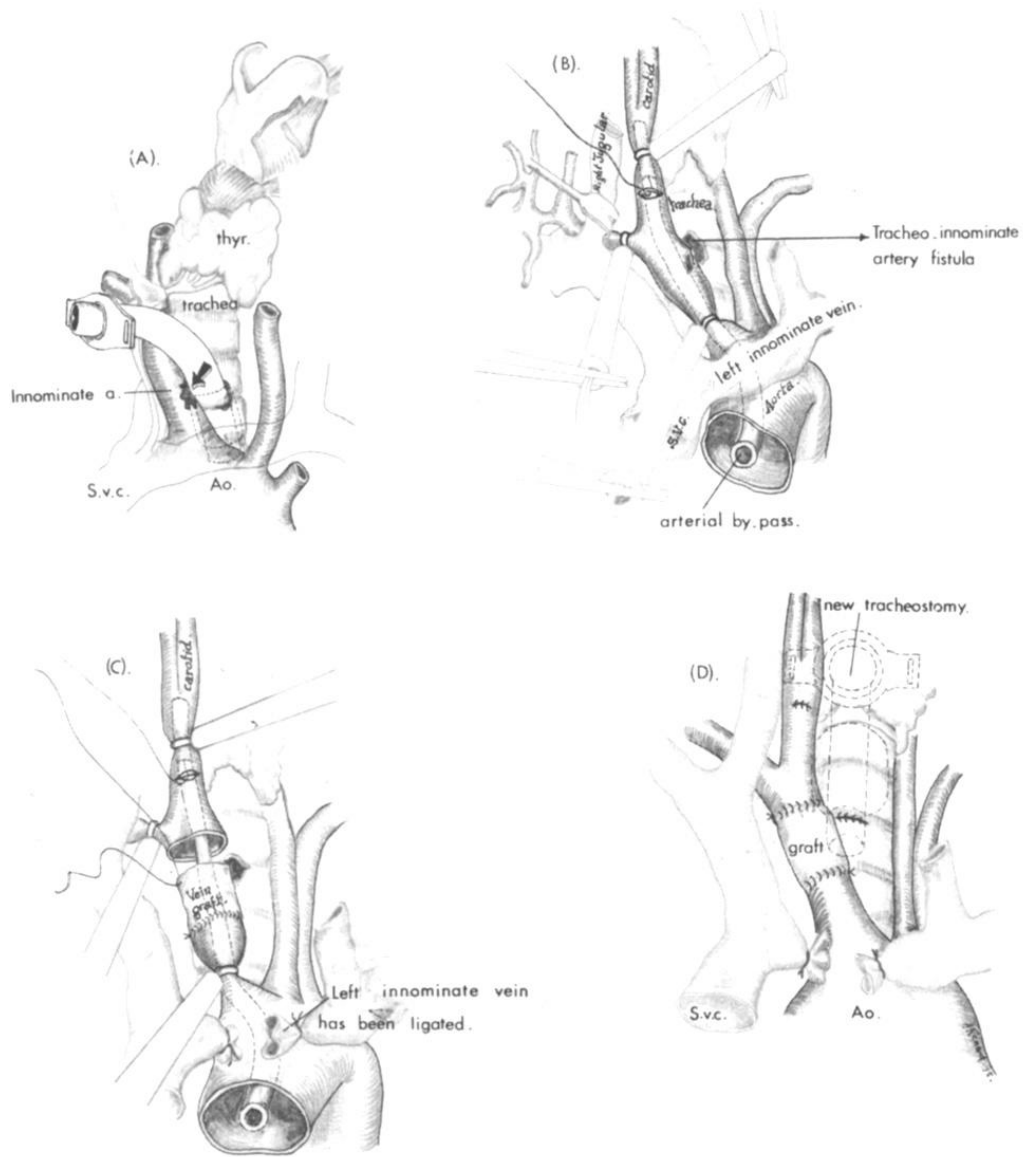 (A).
thyr.
trachea
Innominate a.
S.v.c.
Ao.
(B).
carotid
Right Jugular
trachea
Tracheo.innominate
artery fistula
left innominate vein.
Aorta.
S.v.c.
arterial by.pass.
(C).
carotid.
Vein
graft.
Left innominate vein
has been ligated.
(D).
new tracheostomy.
graft
S.v.c.
Ao.